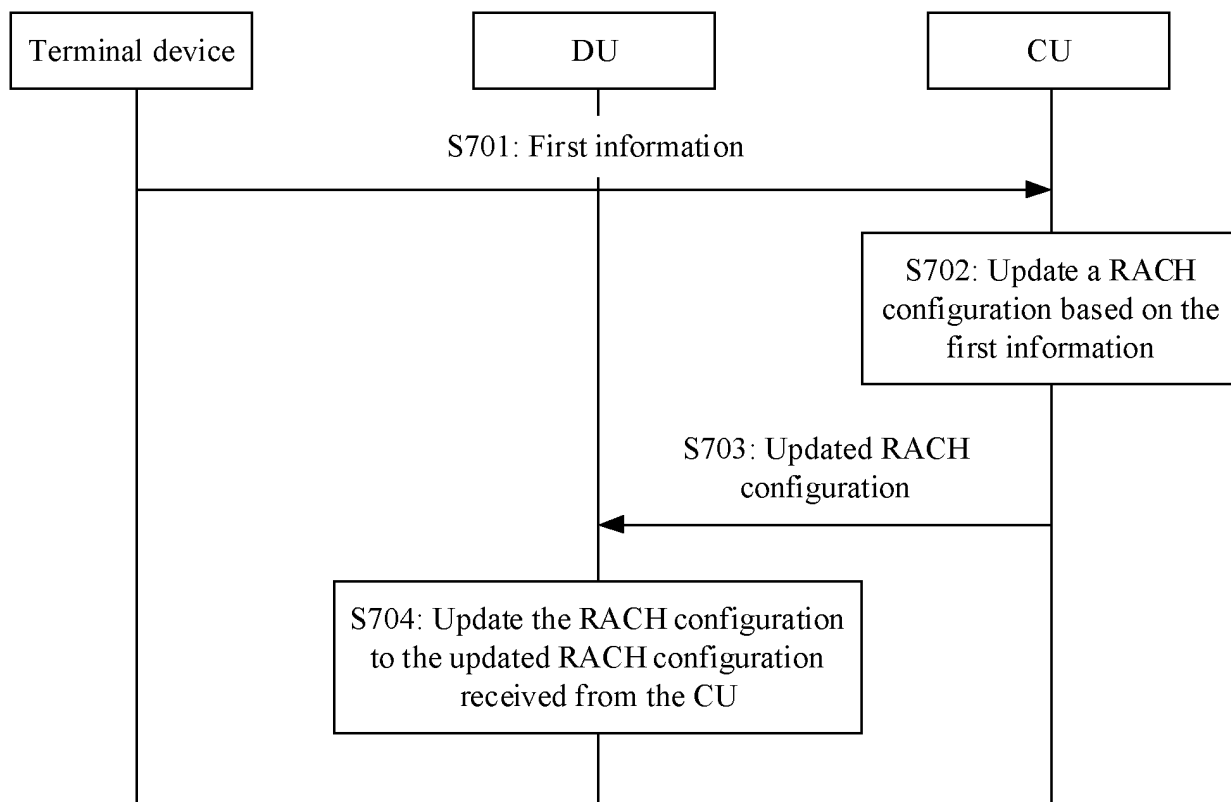 Terminal device
DU
CU
S701: First information
S702: Update a RACH
configuration based on the
first information
S703: Updated RACH
configuration
S704: Update the RACH configuration
to the updated RACH configuration
received from the CU